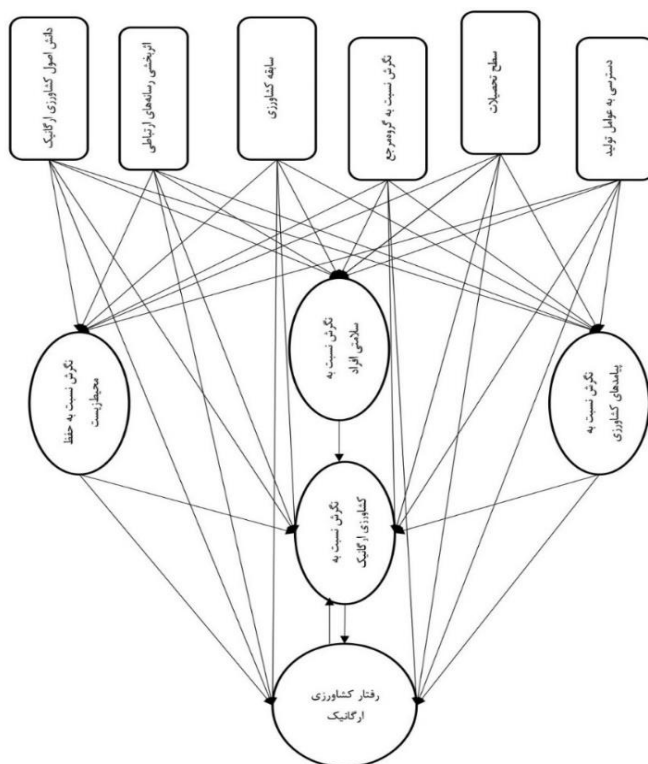 دسترسی به عوامل تولید
سطح تحصیلات
نگرش نسبت به گروه‌مرجع
سابقه کشاورزی
اثربخشی رسانه‌های ارتباطی
دانش اصول کشاورزی ارگانیک
نگرش نسبت به
پیامدهای کشاورزی
نگرش نسبت به
سلامتی افراد
نگرش نسبت به حفظ
محیط‌زیست
نگرش نسبت به
کشاورزی ارگانیک
رفتار کشاورزی
ارگانیک